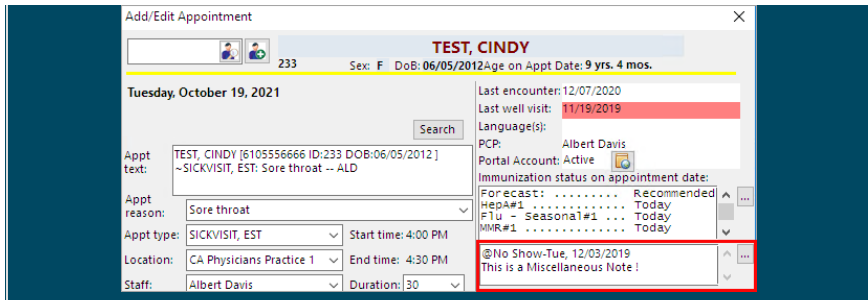 Add/Edit Appointment
TEST, CINDY
233 Sex: F DoB: 06/05/2012Age on Appt Date: 9 yrs. 4 mos.
Tuesday, October 19, 2021
Search
Appt text:
TEST, CINDY [6105556666 ID:233 DOB:06/05/2012 ]
~SICKVISIT, EST: Sore throat -- ALD
Appt reason: Sore throat
Appt type: SICKVISIT, EST Start time: 4:00 PM
Location: CA Physicians Practice 1 End time: 4:30 PM
Staff: Albert Davis Duration: 30
Last encounter: 12/07/2020
Last well visit: 11/19/2019
Language(s):
PCP: Albert Davis
Portal Account: Active
Immunization status on appointment date:
Forecast: ......... Recommended
HepA#1 ............. Today
Flu - Seasonal#1 ... Today
MMR#1 .............. Today
...
@No Show-Tue, 12/03/2019
This is a Miscellaneous Note !
...